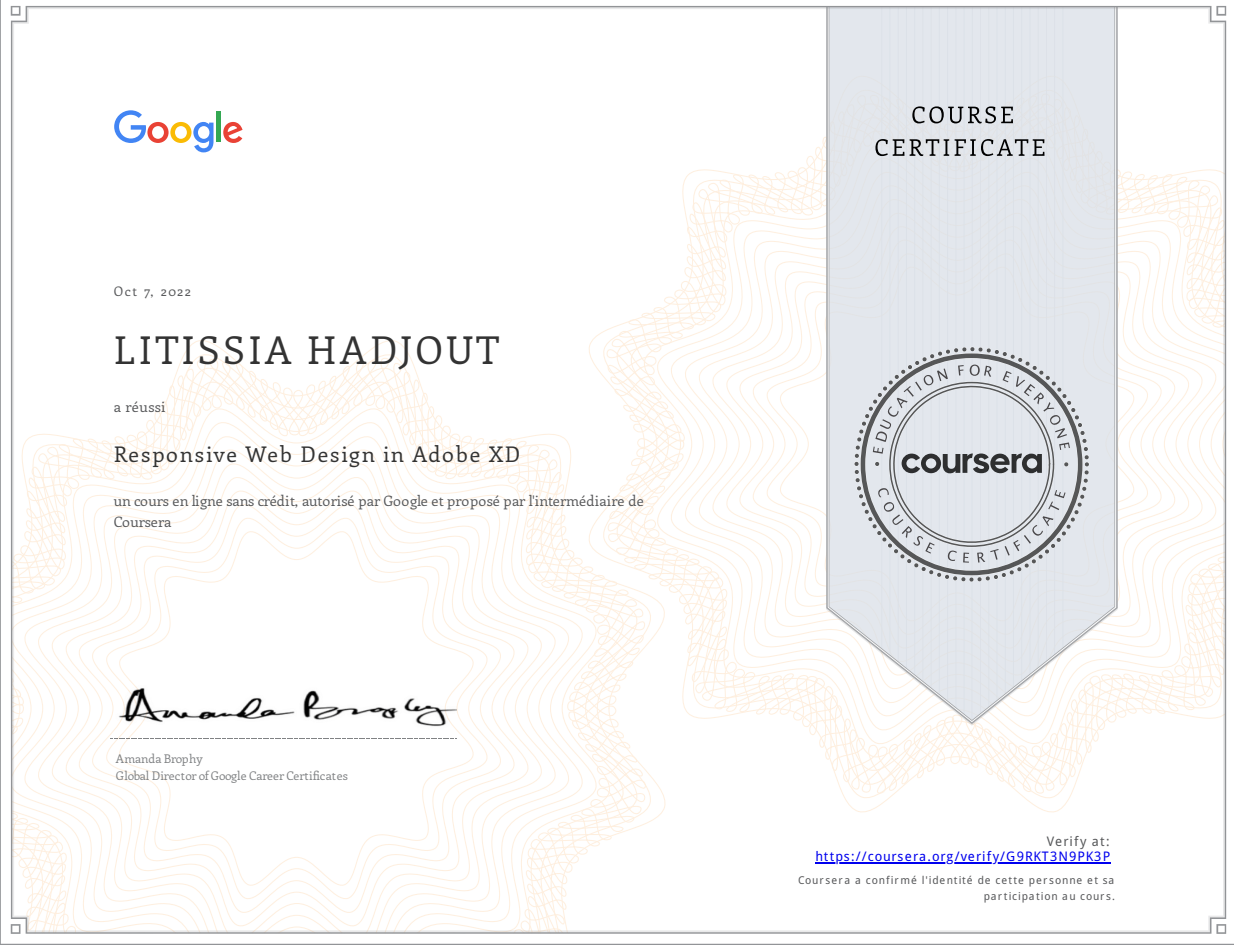 Google
COURSE
CERTIFICATE
Oct 7, 2022
LITISSIA HADJOUT
a réussi
Responsive Web Design in Adobe XD
un cours en ligne sans crédit, autorisé par Google et proposé par l'intermédiaire de
Coursera
EDUCATION FOR EVERYONE
coursera
COURSE CERTIFICATE
Amanda Brophy
Amanda Brophy
Global Director of Google Career Certificates
Verify at:
https://coursera.org/verify/G9RKT3N9PK3P
Coursera a confirmé l'identité de cette personne et sa
participation au cours.